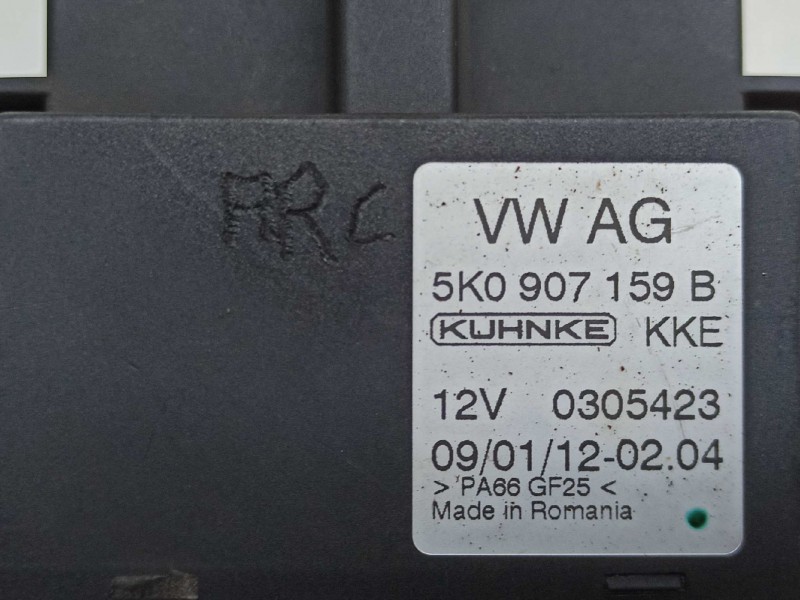 VW AG
5K0 907 159 B
KUHNKE KKE
12V 0305423
09/01/12-02.04
> PA66 GF25 <
Made in Romania